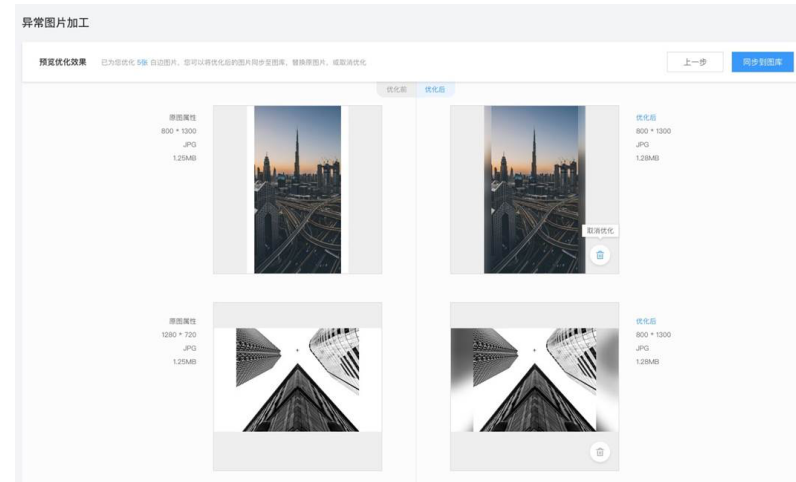 异常图片加工
预览优化效果 已为您优化 5张 白边图片，您可以将优化后的图片同步至图库，替换原图片，或取消优化
上一步 同步到图库
优化前 优化后
原图属性
800 * 1300
JPG
1.25MB
优化后
800 * 1300
JPG
1.28MB
取消优化
原图属性
1280 * 720
JPG
1.25MB
优化后
800 * 1300
JPG
1.28MB